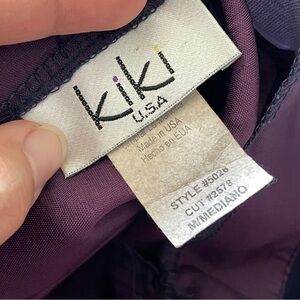 kiki
U.S.A
Made in USA
Hecho en EUA
STYLE #5026
CUT #2578
M/MEDIANO